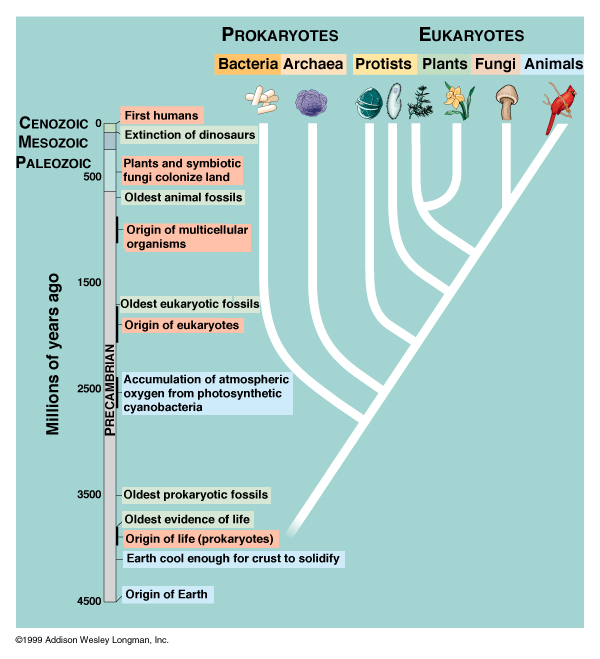 PROKARYOTES
EUKARYOTES
Bacteria
Archaea
Protists
Plants
Fungi
Animals
CENOZOIC
0
MESOZOIC
PALEOZOIC
500
1500
2500
3500
4500
Millions of years ago
PRECAMBRIAN
First humans
Extinction of dinosaurs
Plants and symbiotic
fungi colonize land
Oldest animal fossils
Origin of multicellular
organisms
Oldest eukaryotic fossils
Origin of eukaryotes
Accumulation of atmospheric
oxygen from photosynthetic
cyanobacteria
Oldest prokaryotic fossils
Oldest evidence of life
Origin of life (prokaryotes)
Earth cool enough for crust to solidify
Origin of Earth
©1999 Addison Wesley Longman, Inc.